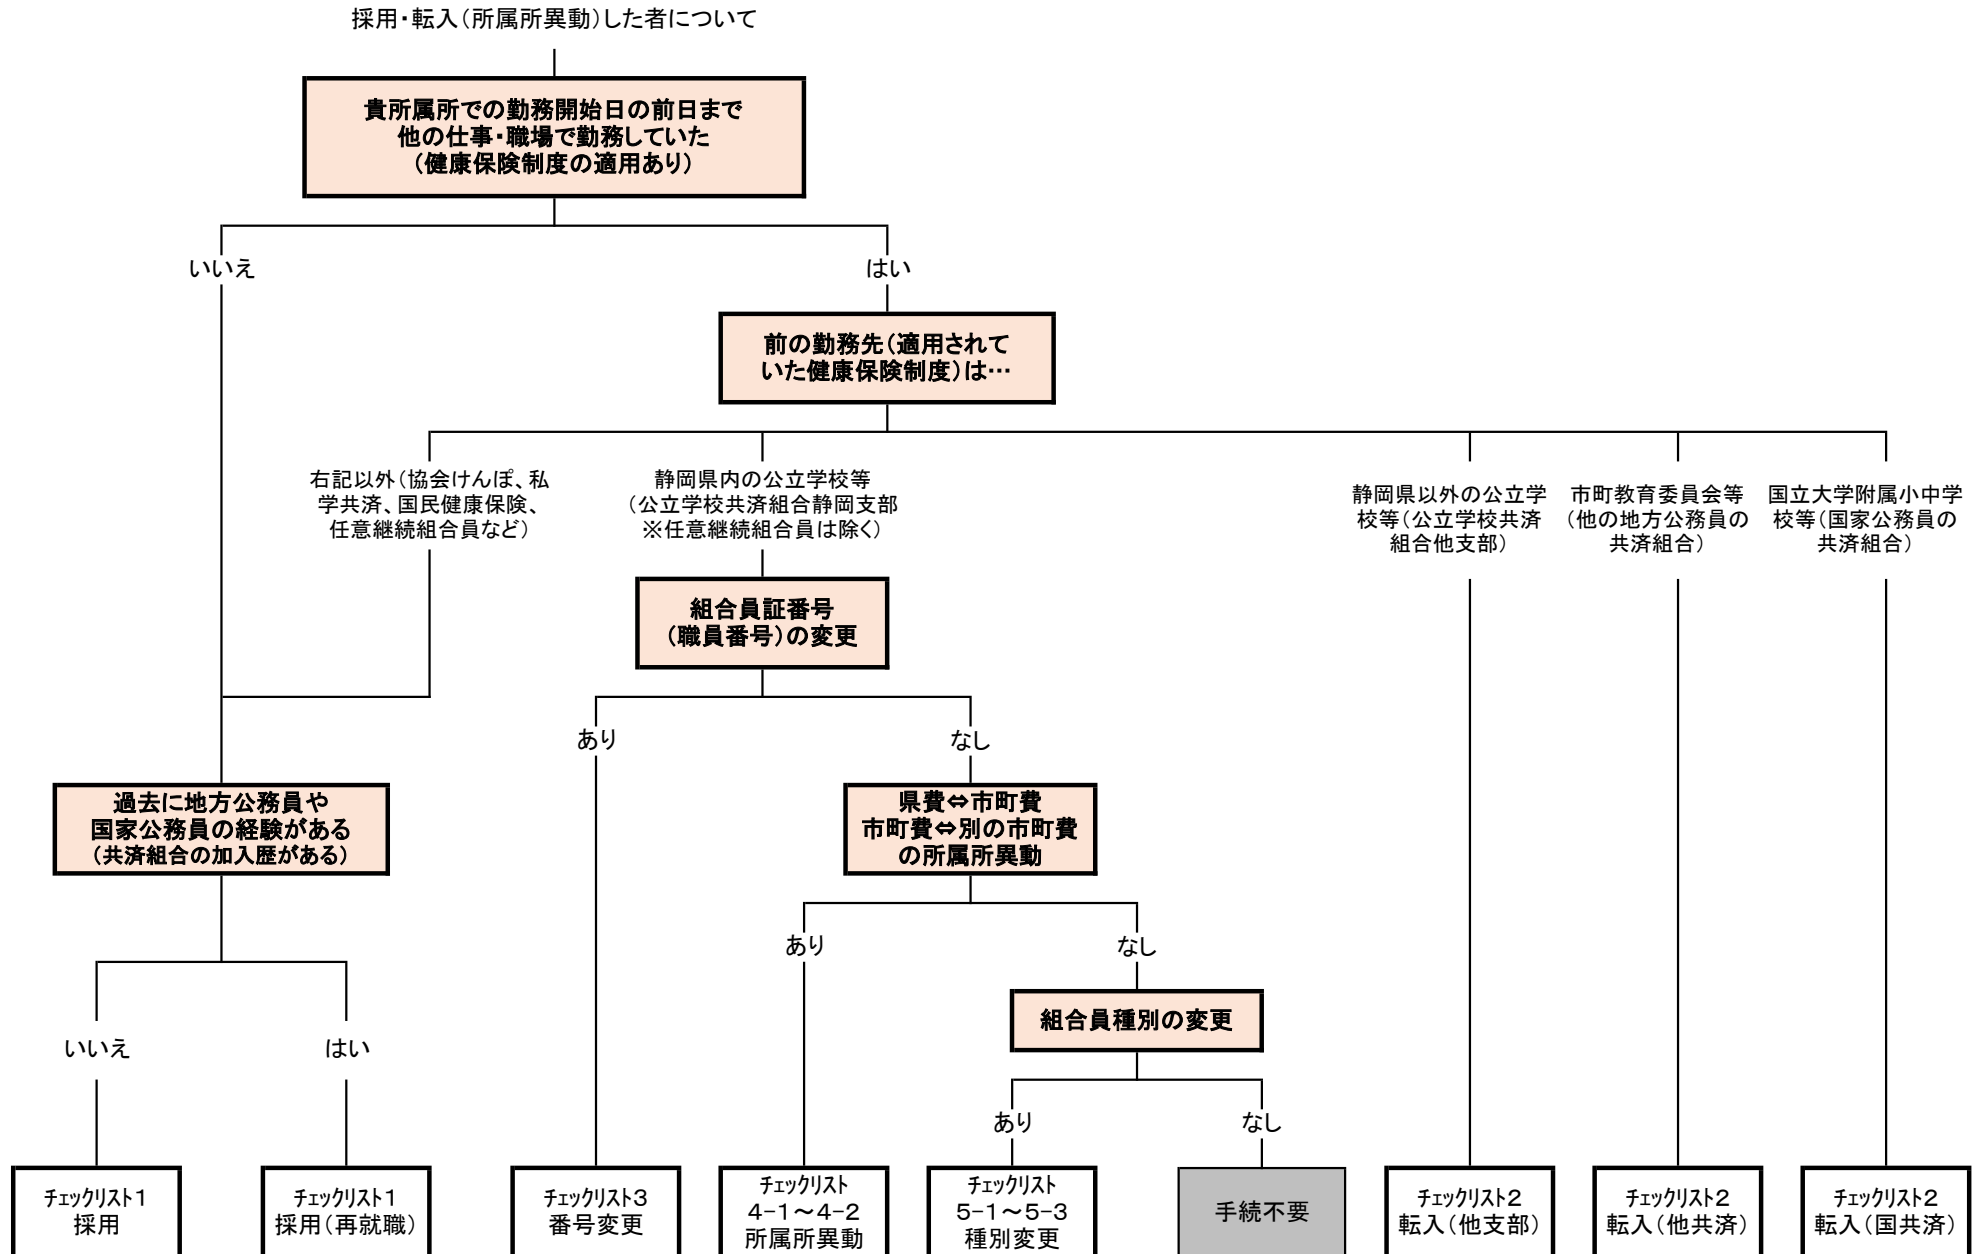 採用・転入（所属所異動）した者について
貴所属所での勤務開始日の前日まで
他の仕事・職場で勤務していた
（健康保険制度の適用あり）
いいえ
はい
前の勤務先（適用されて
いた健康保険制度）は…
右記以外（協会けんぽ、私
学共済、国民健康保険、
任意継続組合員など）
静岡県内の公立学校等
（公立学校共済組合静岡支部
※任意継続組合員は除く）
静岡県以外の公立学
校等（公立学校共済
組合他支部）
市町教育委員会等
（他の地方公務員の
共済組合）
国立大学附属小中学
校等（国家公務員の
共済組合）
組合員証番号
（職員番号）の変更
あり
なし
過去に地方公務員や
国家公務員の経験がある
（共済組合の加入歴がある）
県費⇔市町費
市町費⇔別の市町費
の所属所異動
あり
なし
組合員種別の変更
いいえ
はい
あり
なし
ﾁｪｯｸﾘｽﾄ１
採用
ﾁｪｯｸﾘｽﾄ１
採用（再就職）
ﾁｪｯｸﾘｽﾄ３
番号変更
ﾁｪｯｸﾘｽﾄ
４-１～４-２
所属所異動
ﾁｪｯｸﾘｽﾄ
５-１～５-３
種別変更
手続不要
ﾁｪｯｸﾘｽﾄ２
転入（他支部）
ﾁｪｯｸﾘｽﾄ２
転入（他共済）
ﾁｪｯｸﾘｽﾄ２
転入（国共済）